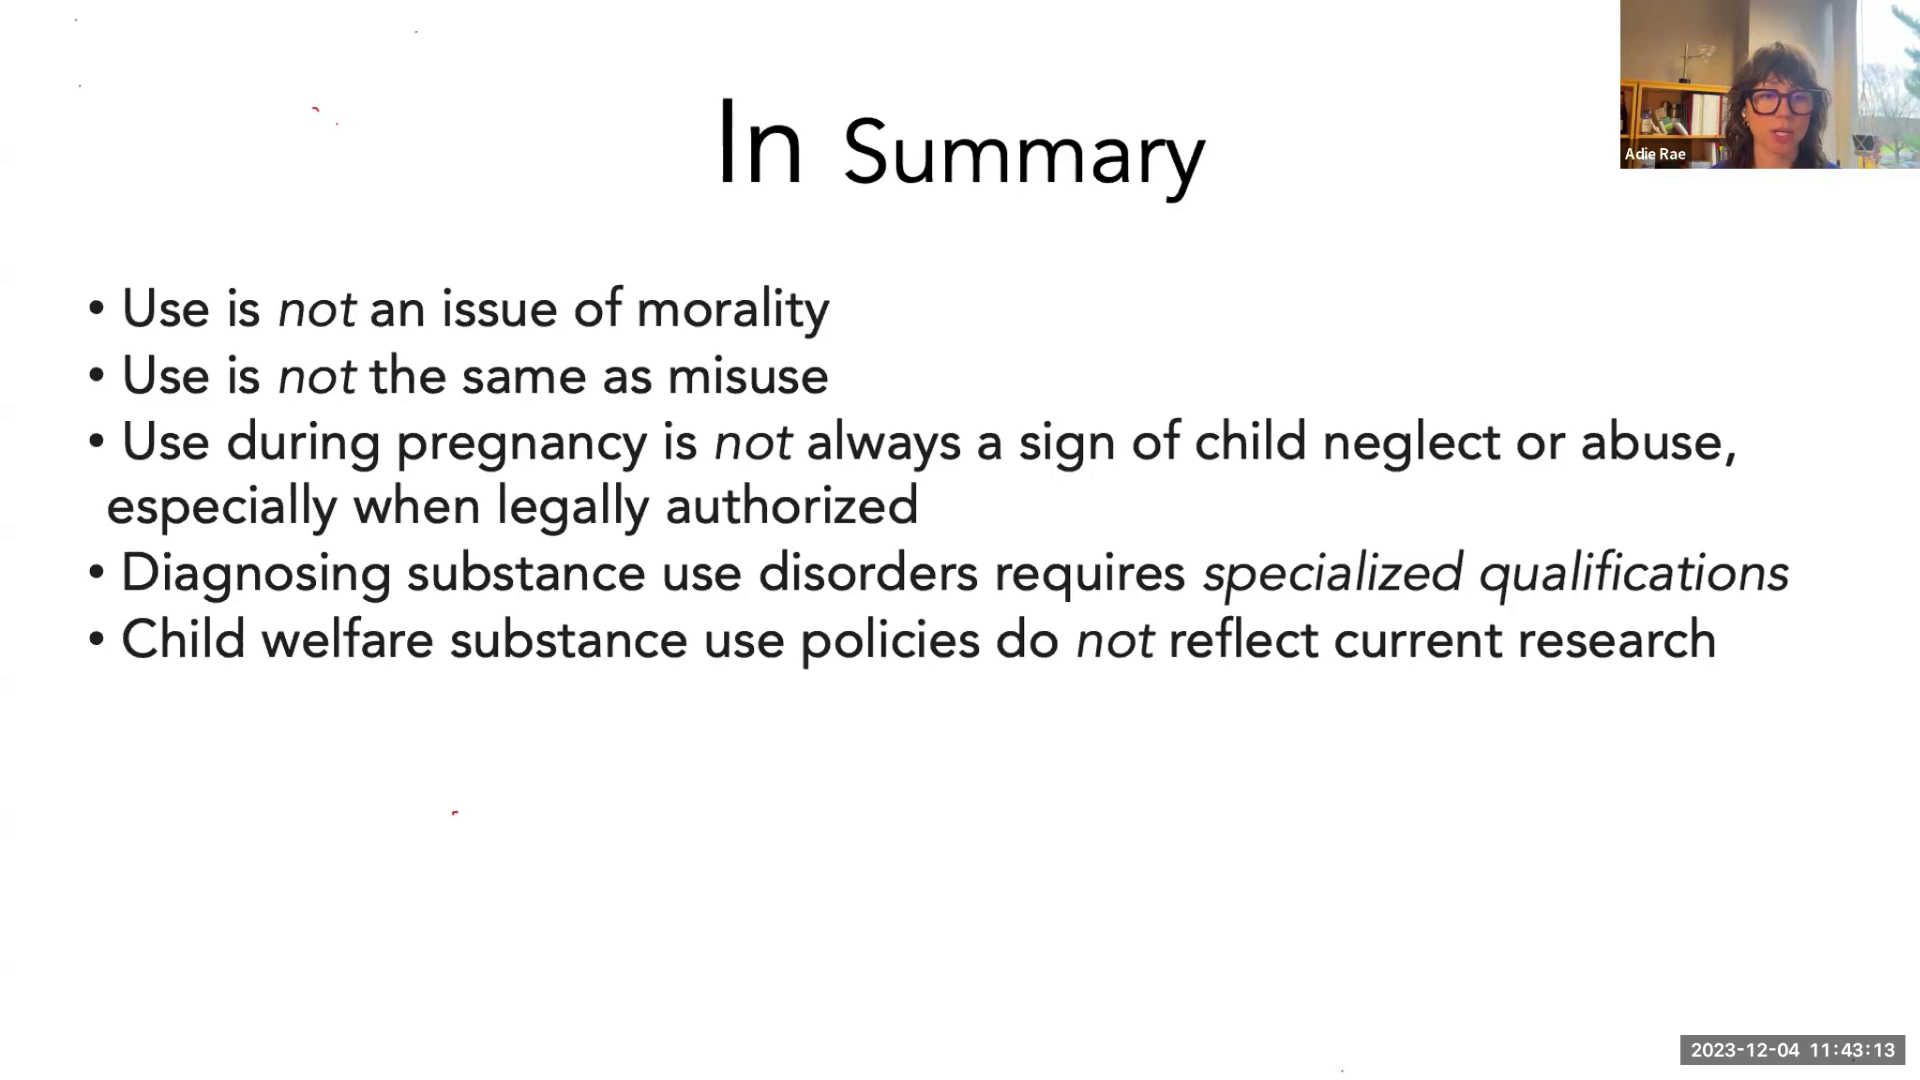 In Summary
Adie Rae
• Use is not an issue of morality
• Use is not the same as misuse
• Use during pregnancy is not always a sign of child neglect or abuse,
especially when legally authorized
• Diagnosing substance use disorders requires specialized qualifications
• Child welfare substance use policies do not reflect current research
2023-12-04 11:43:13